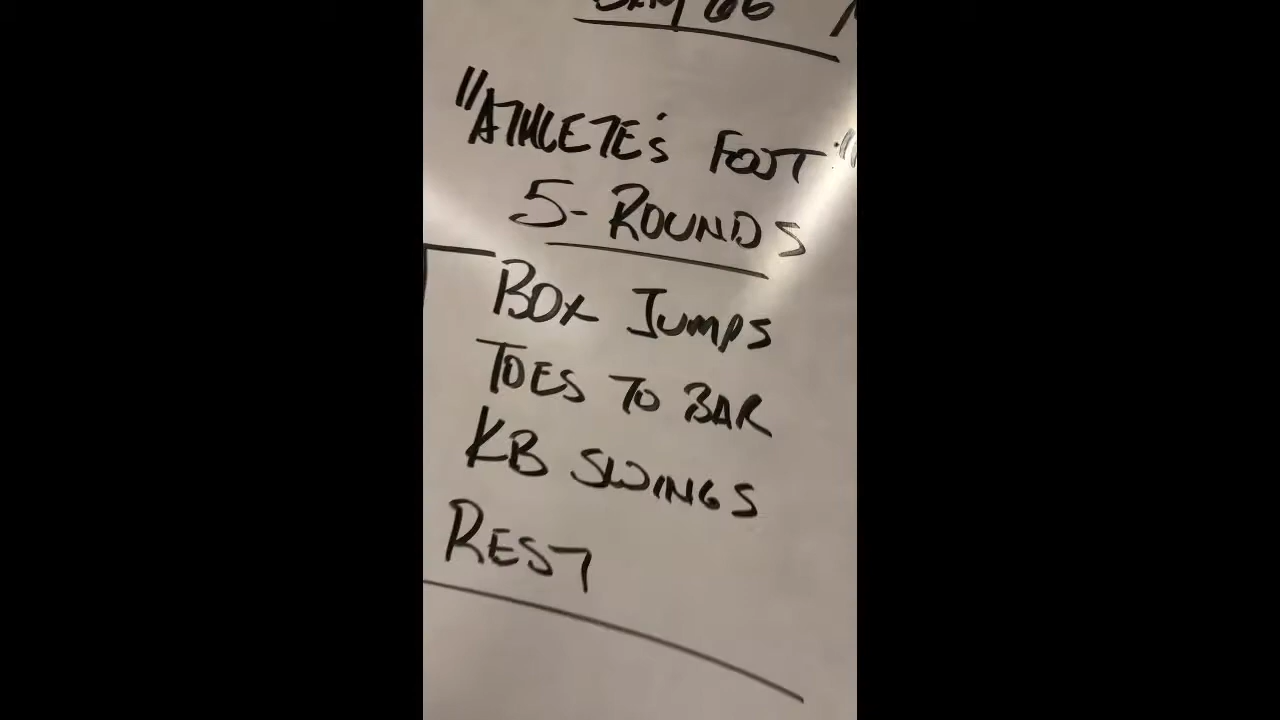 "ATHLETE'S FOOT"
5- ROUNDS
BOX JUMPS
TOES TO BAR
KB SWINGS
REST